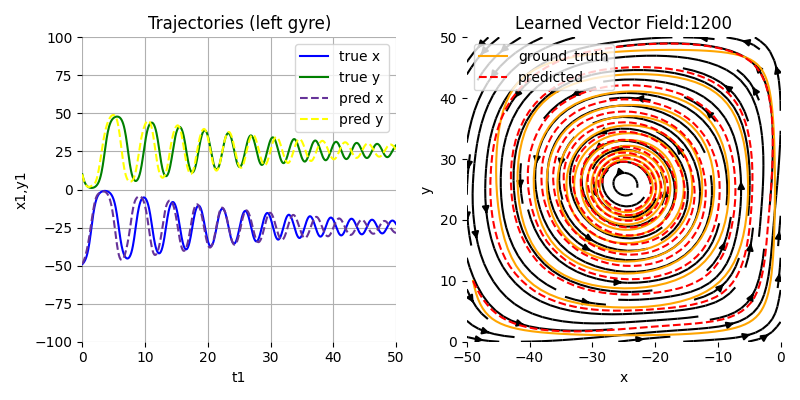 Trajectories (left gyre)
100
75
50
25
0
−25
−50
−75
−100
x1,y1
0 10 20 30 40 50
t1
true x
true y
pred x
pred y
Learned Vector Field:1200
50
40
30
20
10
0
y
−50 −40 −30 −20 −10 0
x
ground_truth
predicted